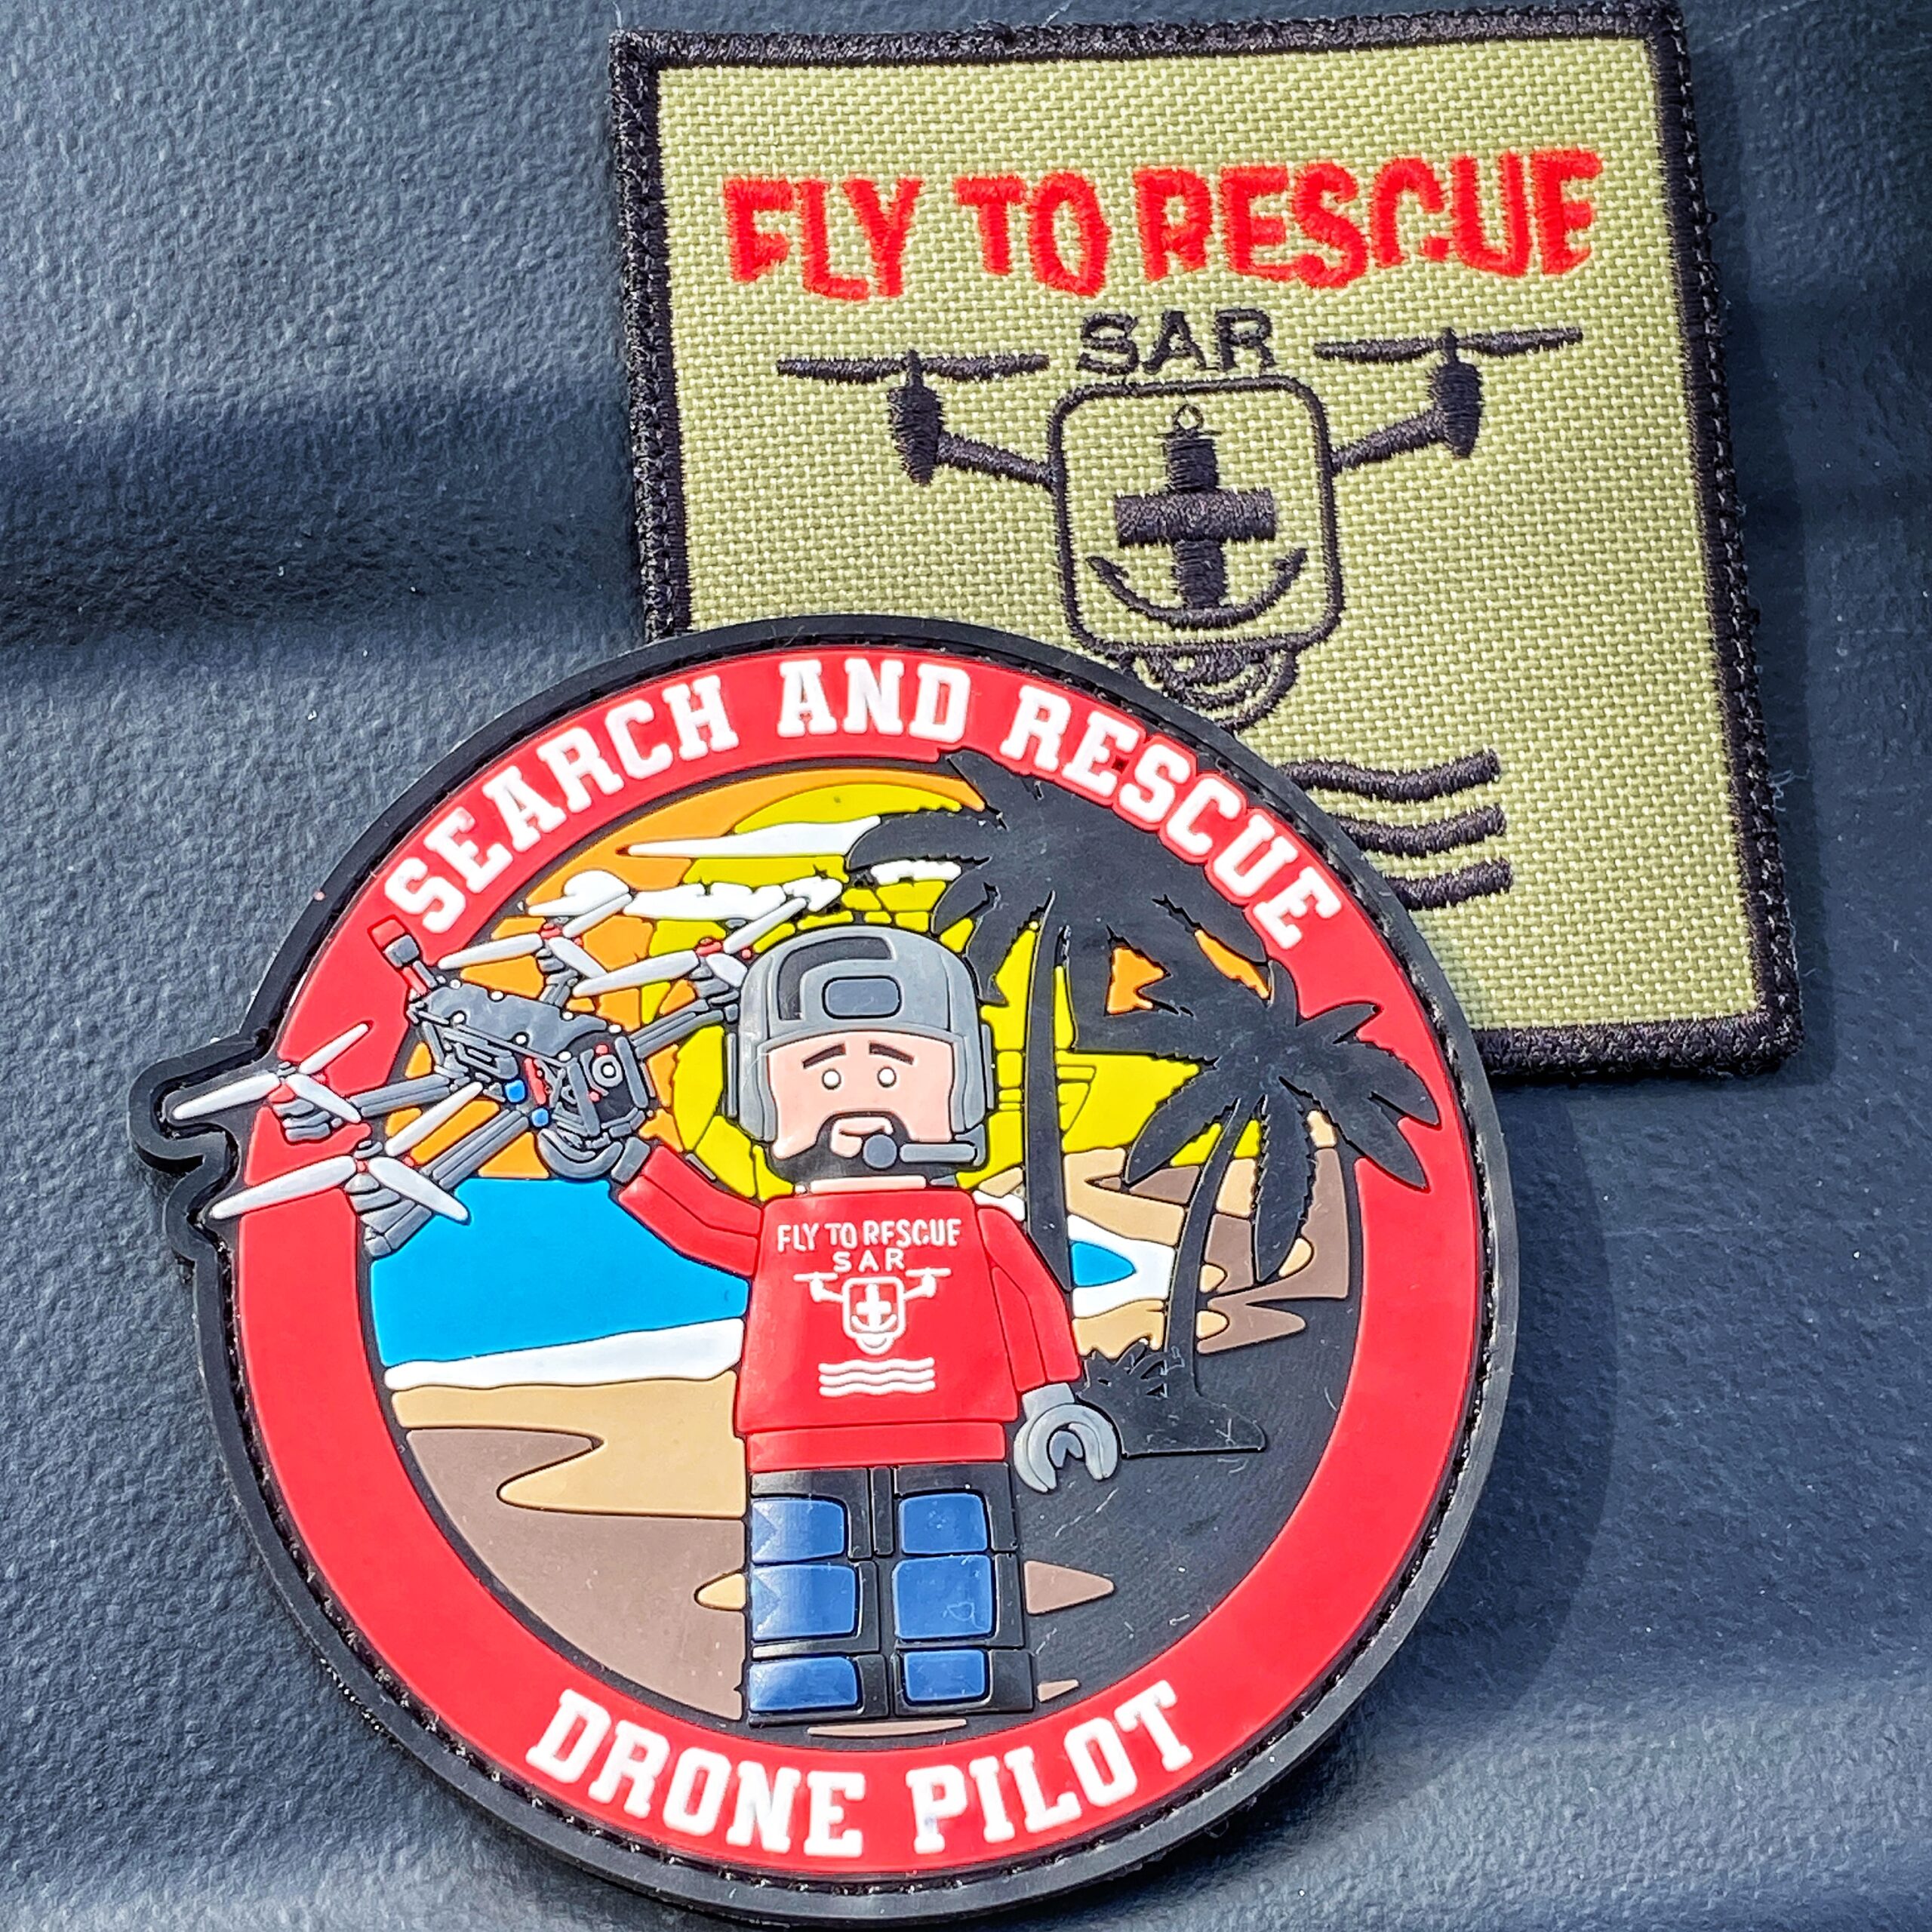 FLY TO RESCUE
SAR
SEARCH AND RESCUE
FLY TO RESCUE
SAR
DRONE PILOT